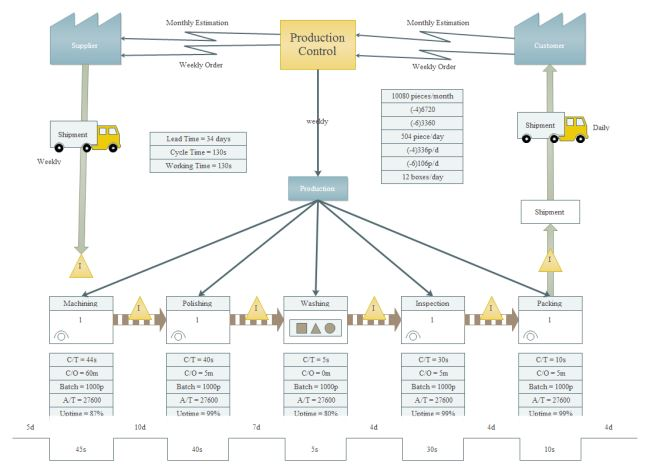 Monthly Estimation
Monthly Estimation
Supplier
Production
Control
Customer
Weekly Order
Weekly Order
10080 pieces/month
(-4)6720
(-6)3360
504 piece/day
(-4)336p/d
(-6)106p/d
12 boxes/day
weekly
Shipment
Weekly
Lead Time = 34 days
Cycle Time = 130s
Working Time = 130s
Shipment
Daily
Production
Shipment
I
I
Machining
1
I
Polishing
1
I
Washing
I
Inspection
1
I
Packing
1
C/T = 44s
C/O = 60m
Batch = 1000p
A/T = 27600
Uptime = 87%
C/T = 40s
C/O = 5m
Batch = 1000p
A/T = 27600
Uptime = 99%
C/T = 5s
C/O = 0m
Batch = 1000p
A/T = 27600
Uptime = 80%
C/T = 30s
C/O = 5m
Batch = 1000p
A/T = 27600
Uptime = 99%
C/T = 10s
C/O = 5m
Batch = 1000p
A/T = 27600
Uptime = 99%
5d
10d
7d
4d
4d
4d
45s
40s
5s
30s
10s